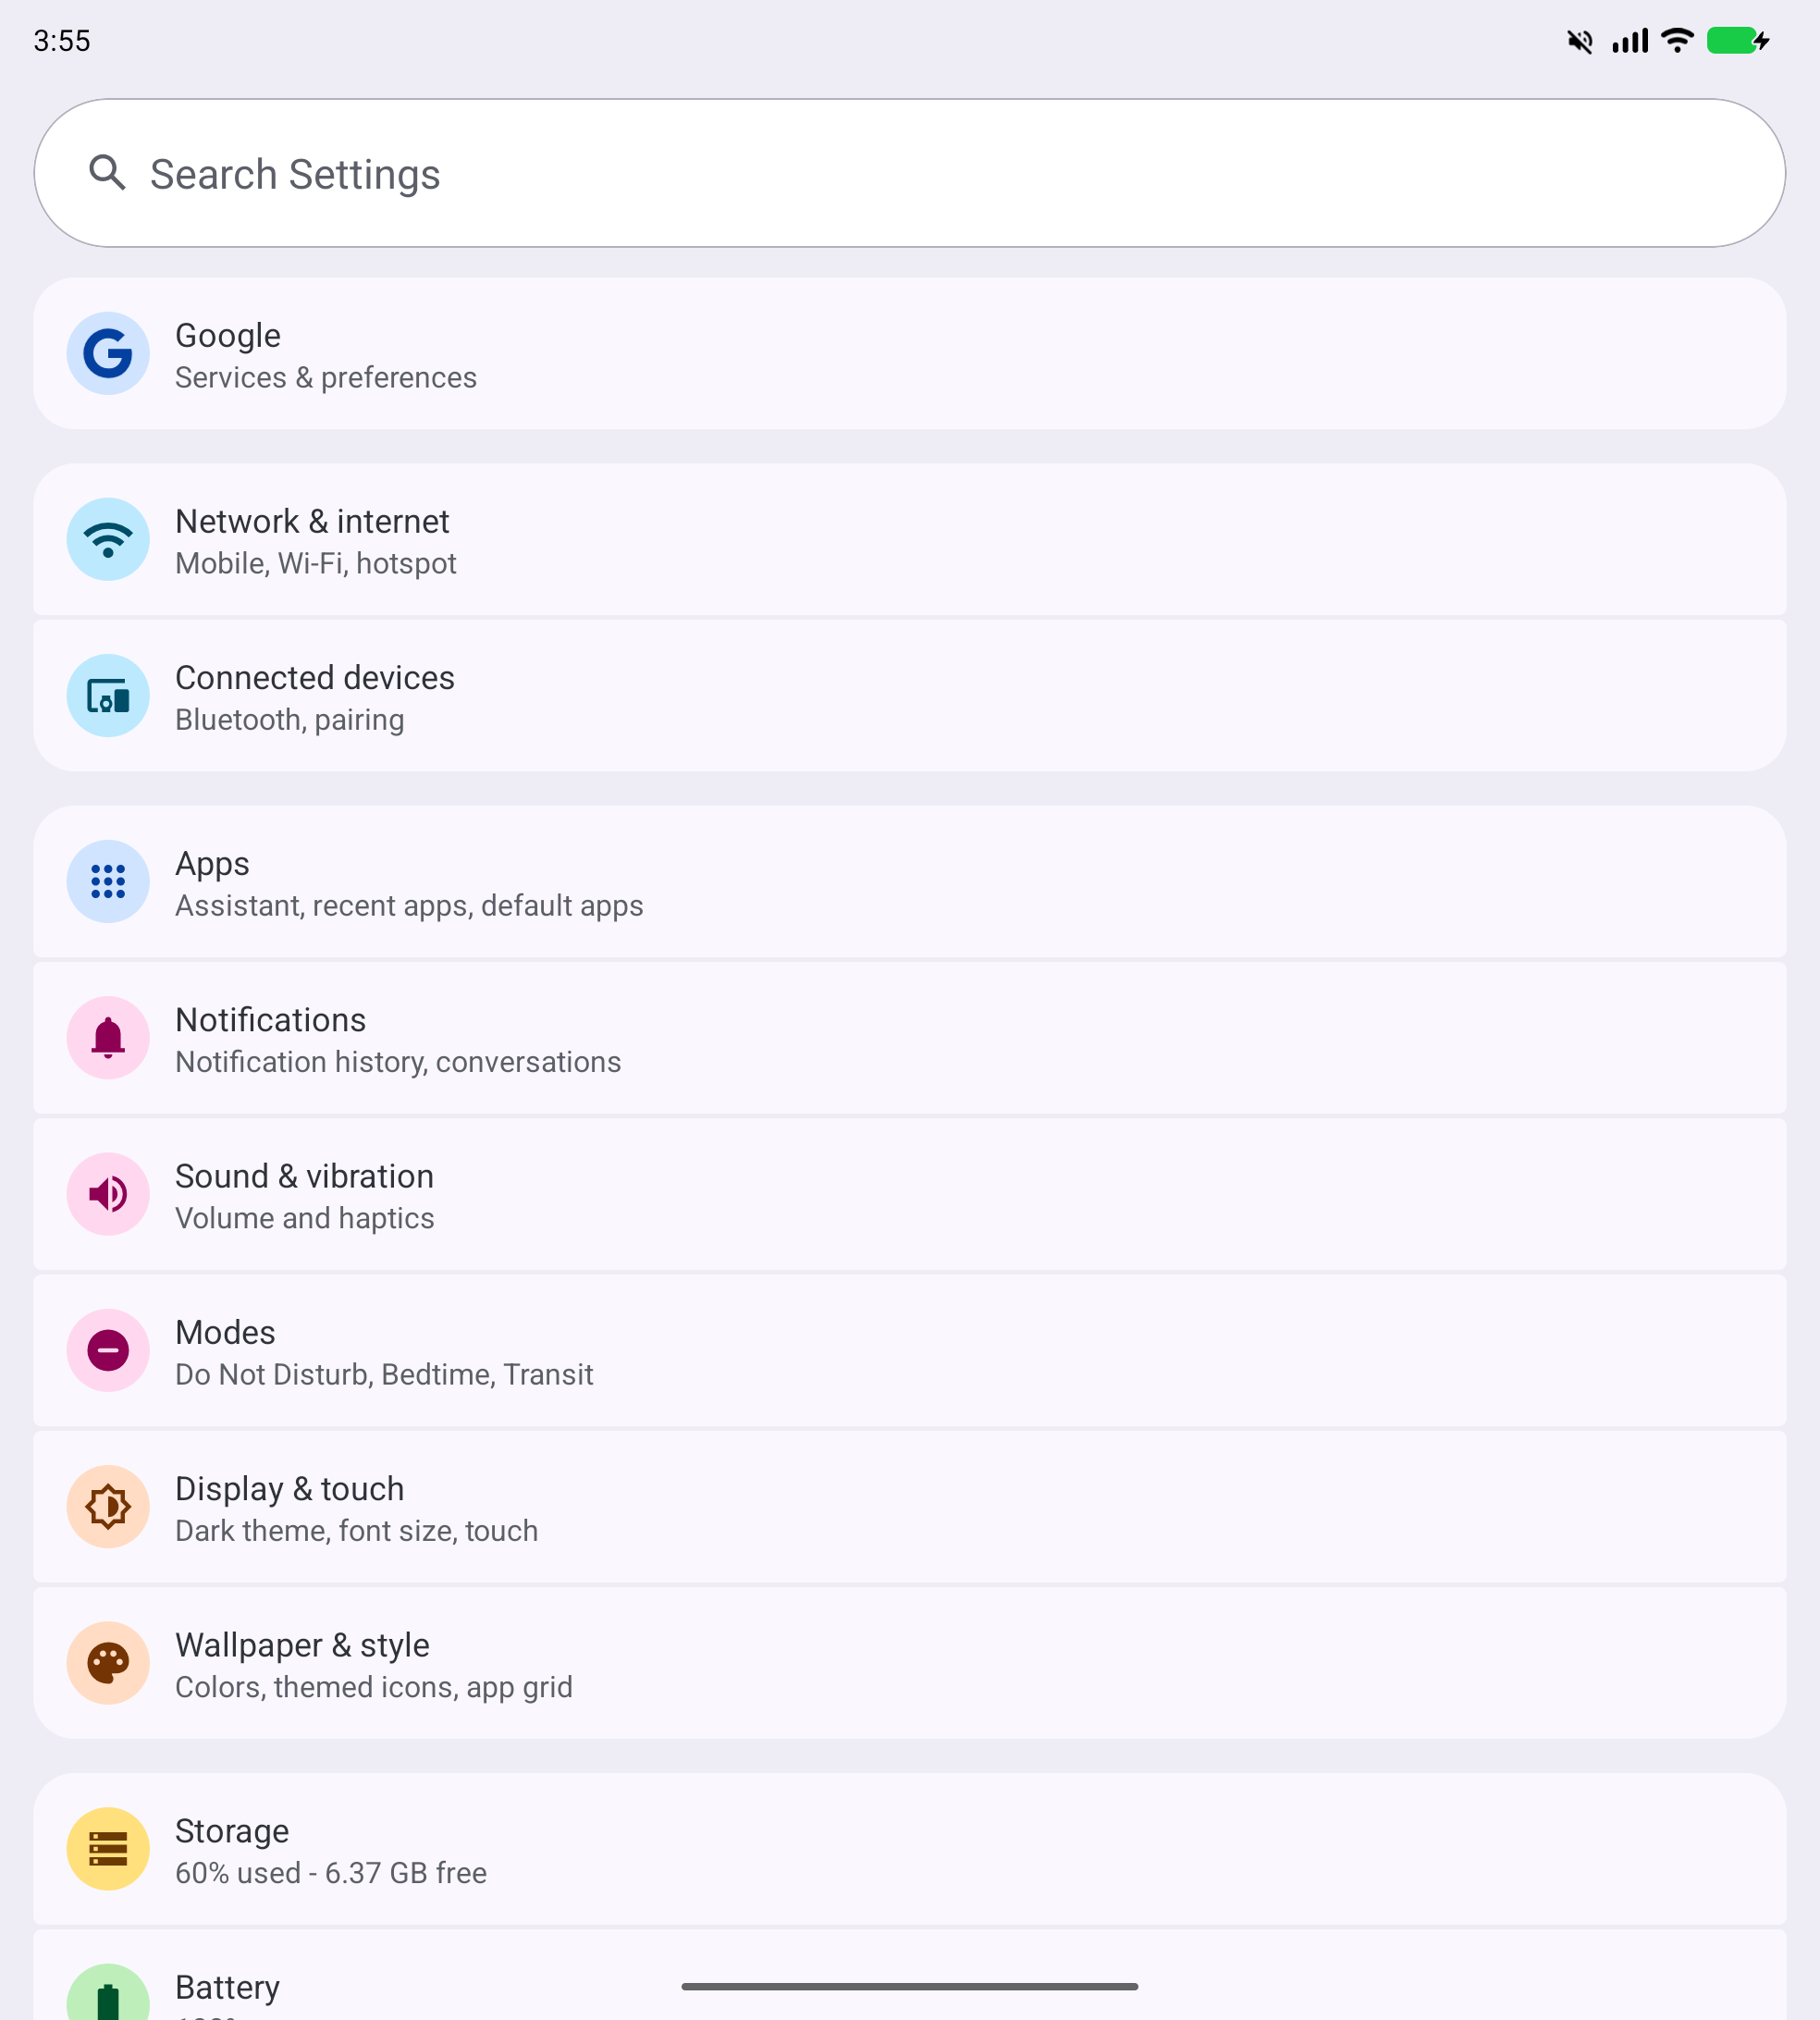 3:55
Search Settings
Google
Services & preferences
Network & internet
Mobile, Wi-Fi, hotspot
Connected devices
Bluetooth, pairing
Apps
Assistant, recent apps, default apps
Notifications
Notification history, conversations
Sound & vibration
Volume and haptics
Modes
Do Not Disturb, Bedtime, Transit
Display & touch
Dark theme, font size, touch
Wallpaper & style
Colors, themed icons, app grid
Storage
60% used - 6.37 GB free
Battery